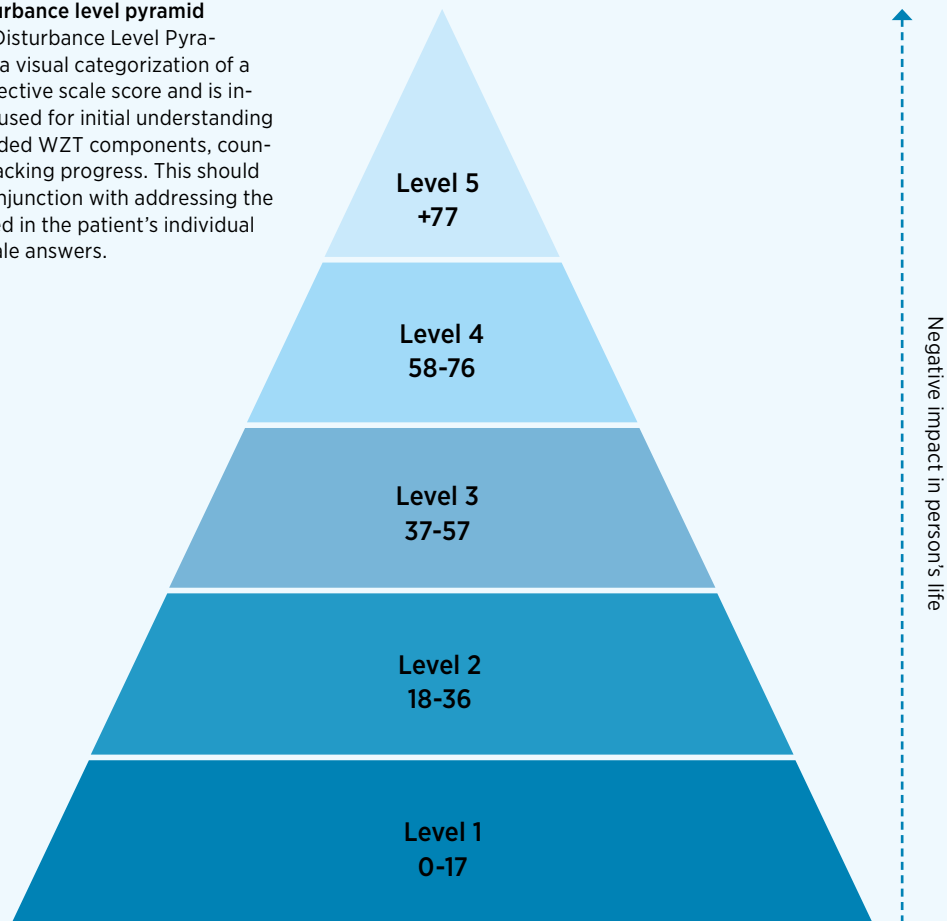 urbance level pyramid
Disturbance Level Pyra-
a visual categorization of a
ective scale score and is in-
used for initial understanding
ded WZT components, coun-
acking progress. This should
njunction with addressing the
ed in the patient’s individual
ale answers.
Level 5
+77
Level 4
58-76
Level 3
37-57
Level 2
18-36
Level 1
0-17
Negative impact in person’s life